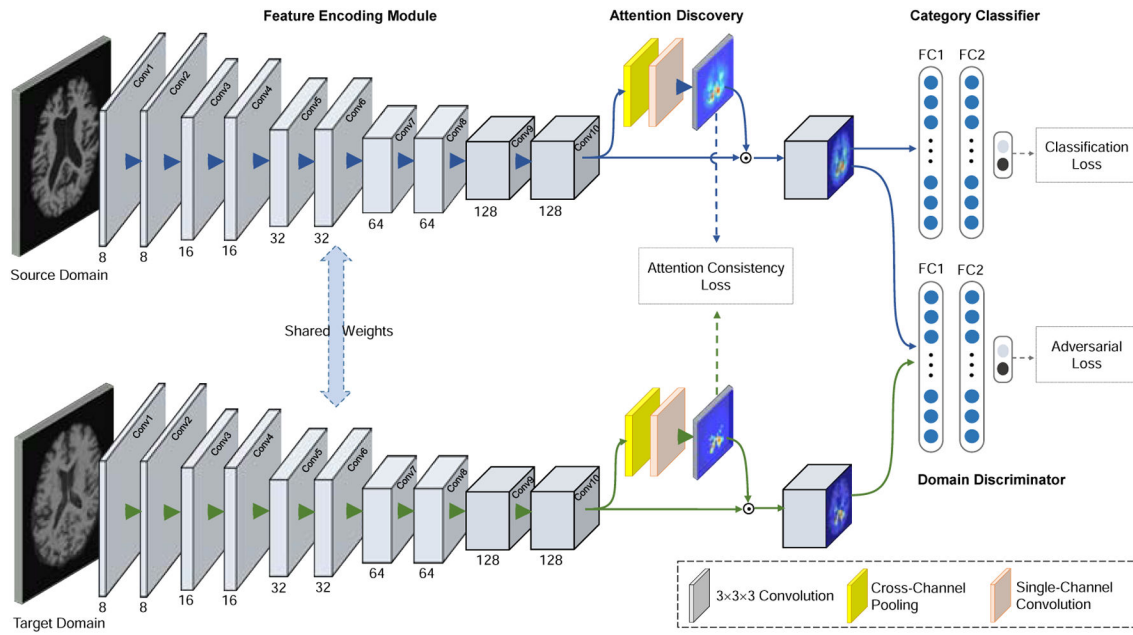 Feature Encoding Module
Attention Discovery
Category Classifier
Conv1
Conv2
Conv3
Conv4
Conv5
Conv6
Conv7
Conv8
Conv9
Conv10
8
8
16
16
32
32
64
64
128
128
Source Domain
FC1
FC2
Classification
Loss
Attention Consistency
Loss
Shared Weights
FC1
FC2
Adversarial
Loss
Domain Discriminator
Conv1
Conv2
Conv3
Conv4
Conv5
Conv6
Conv7
Conv8
Conv9
Conv10
8
8
16
16
32
32
64
64
128
128
Target Domain
3×3×3 Convolution
Cross-Channel
Pooling
Single-Channel
Convolution